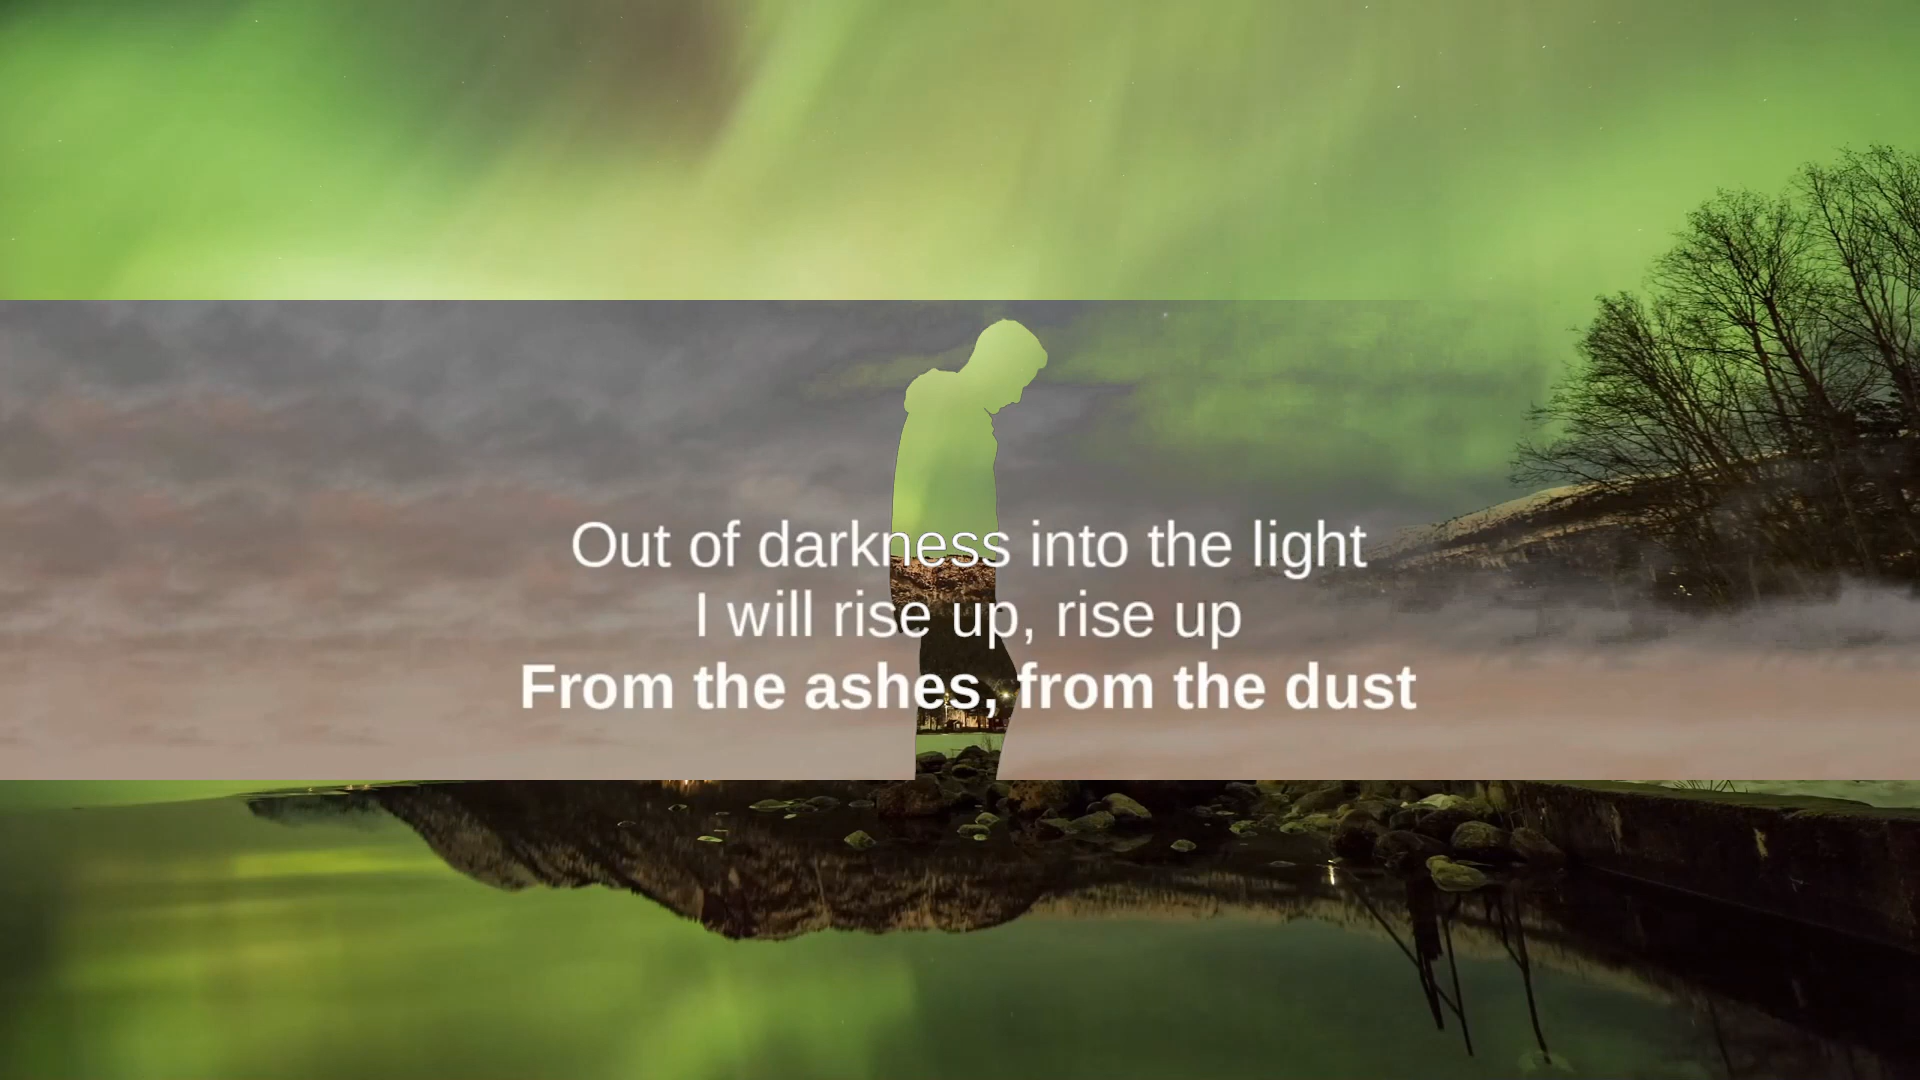 Out of darkness into the light
I will rise up, rise up
From the ashes, from the dust